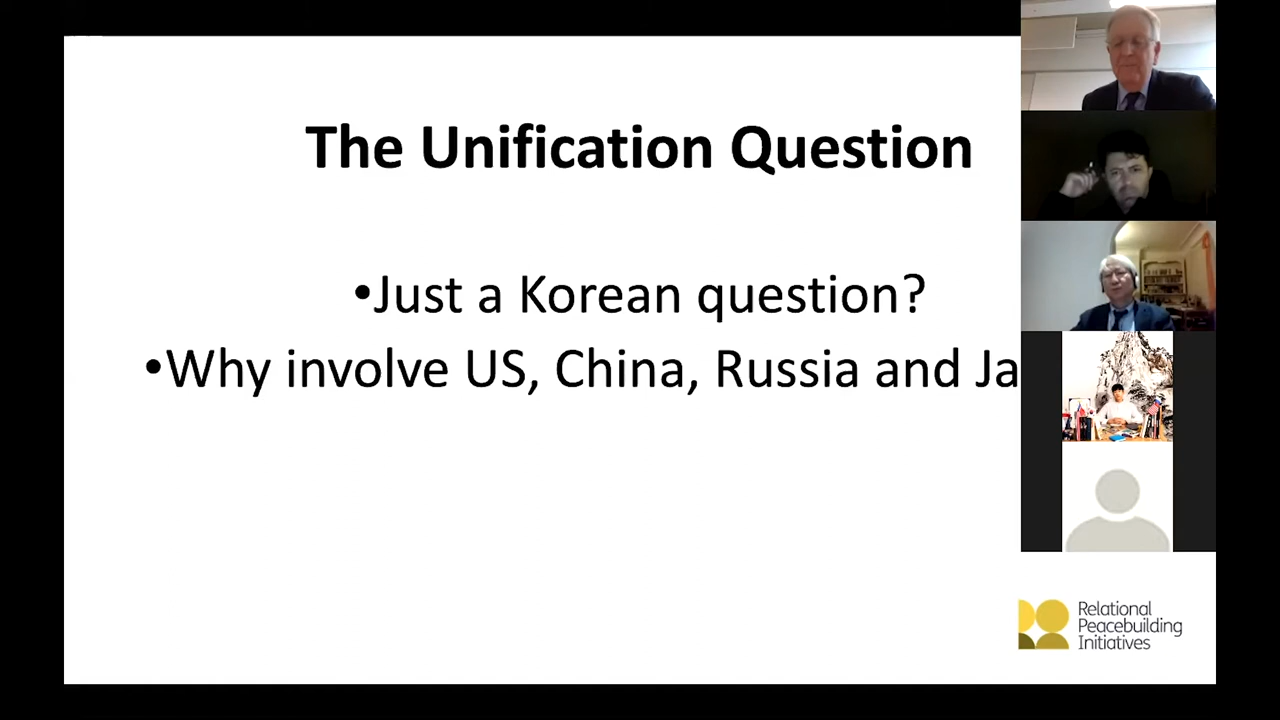 The Unification Question
•Just a Korean question?
•Why involve US, China, Russia and Ja
Relational
Peacebuilding
Initiatives